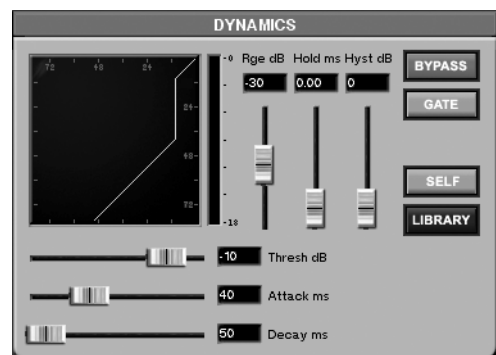 DYNAMICS
72 48 24
-0
24-
48-
72-
-18
Rge dB Hold ms Hyst dB
-30 0.00 0
BYPASS
GATE
SELF
LIBRARY
-10 Thresh dB
40 Attack ms
50 Decay ms